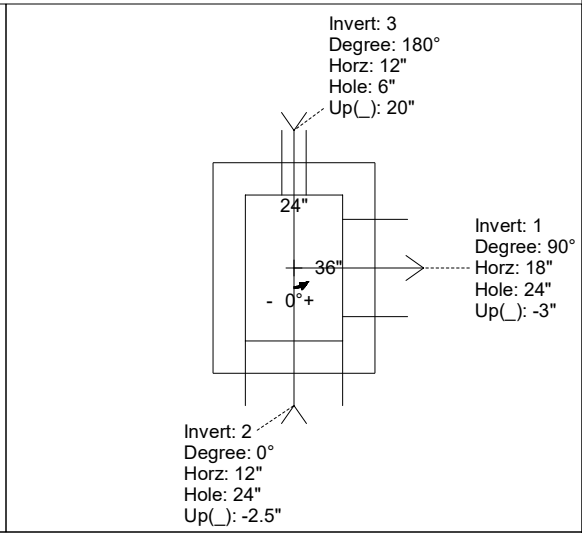 Invert: 3
Degree: 180°
Horz: 12"
Hole: 6"
Up(_): 20"
24"
36"
- 0°+
Invert: 1
Degree: 90°
Horz: 18"
Hole: 24"
Up(_): -3"
Invert: 2
Degree: 0°
Horz: 12"
Hole: 24"
Up(_): -2.5"